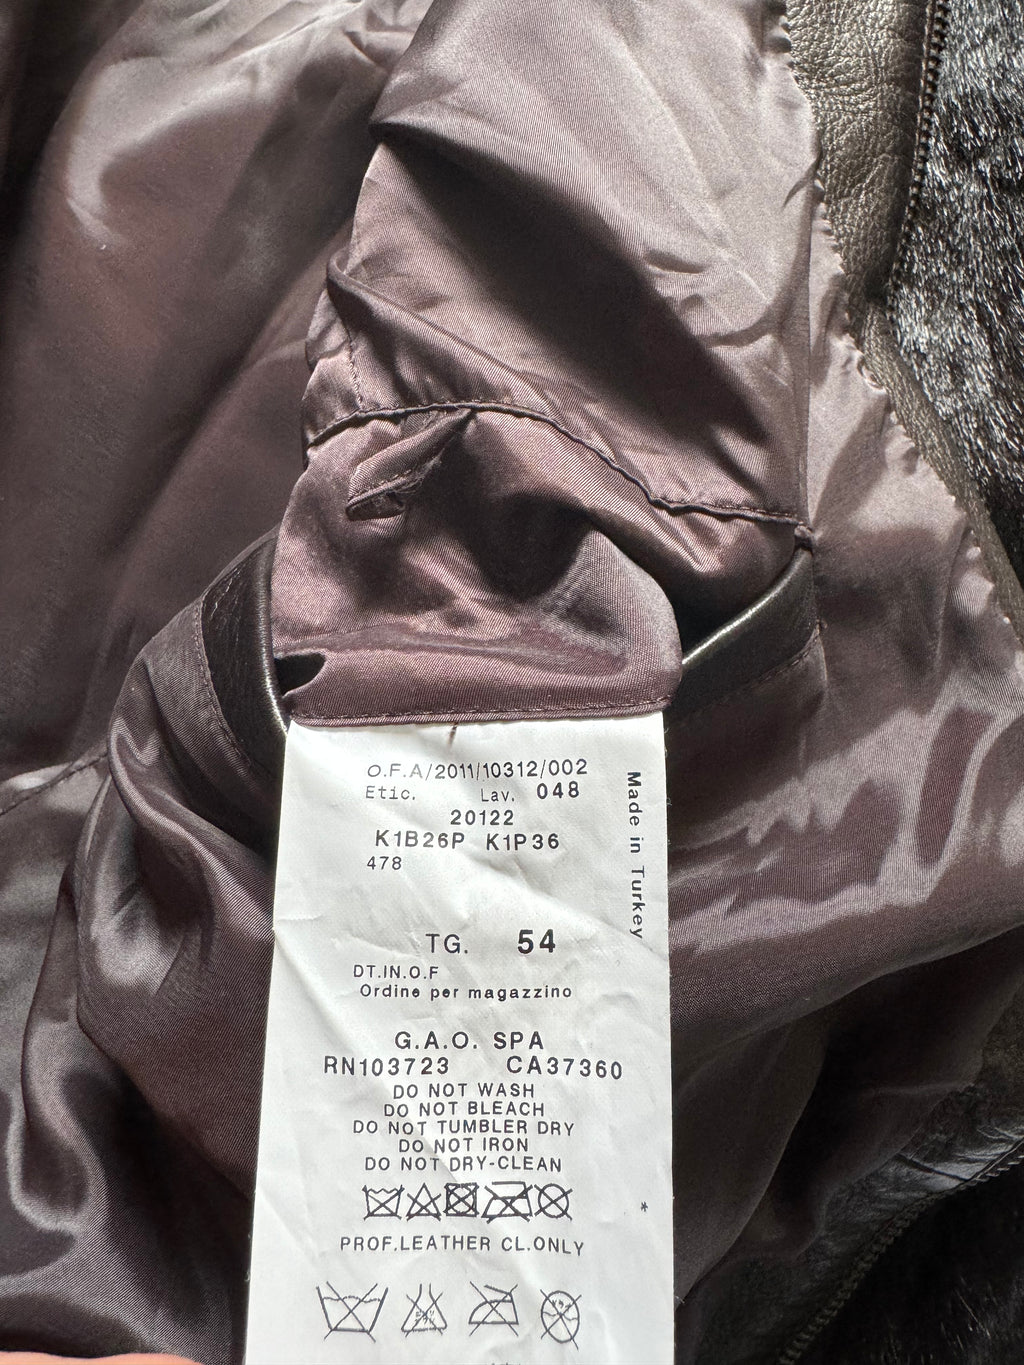 O.F.A/2011/10312/002
Etic. Lav. 048
20122
K1B26P K1P36
478
Made in Turkey
TG. 54
DT.IN.O.F
Ordine per magazzino
G.A.O. SPA
RN103723 CA37360
DO NOT WASH
DO NOT BLEACH
DO NOT TUMBLER DRY
DO NOT IRON
DO NOT DRY-CLEAN
*
PROF.LEATHER CL.ONLY